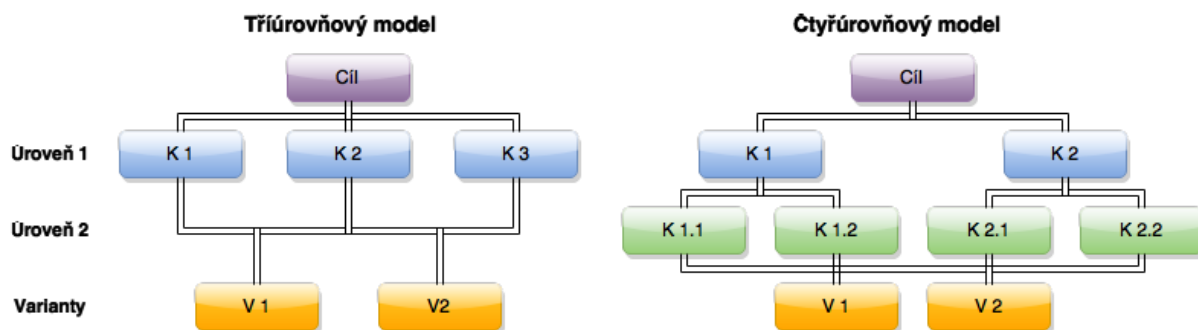 Tříúrovňový model
Čtyřúrovňový model
Cíl
Cíl
Úroveň 1
K 1
K 2
K 3
K 1
K 2
Úroveň 2
K 1.1
K 1.2
K 2.1
K 2.2
Varianty
V 1
V2
V 1
V 2